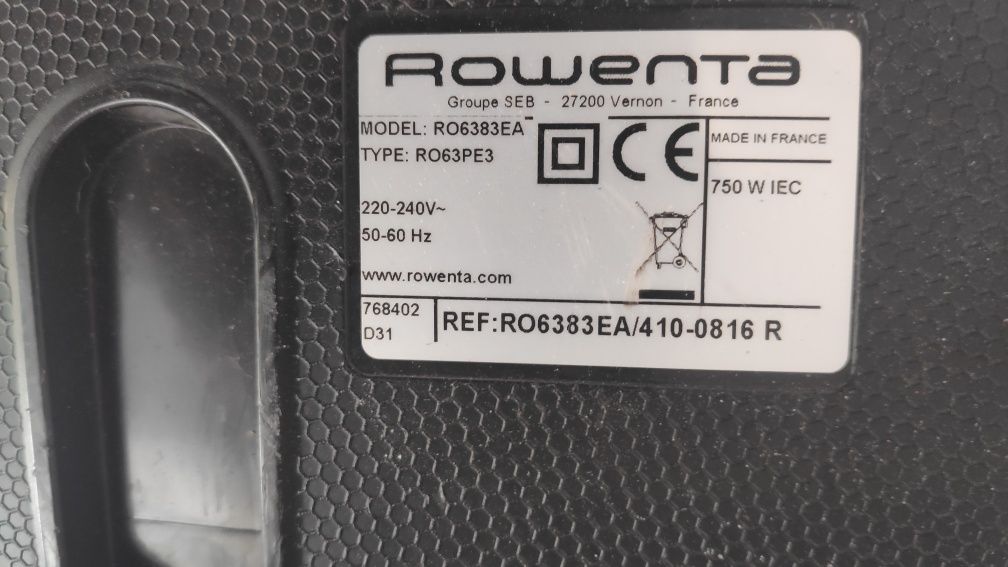 Rowenta
Groupe SEB - 27200 Vernon - France
MODEL: RO6383EA
TYPE: RO63PE3
CE
MADE IN FRANCE
750 W IEC
220-240V~
50-60 Hz
www.rowenta.com
768402
D31
REF:RO6383EA/410-0816 R